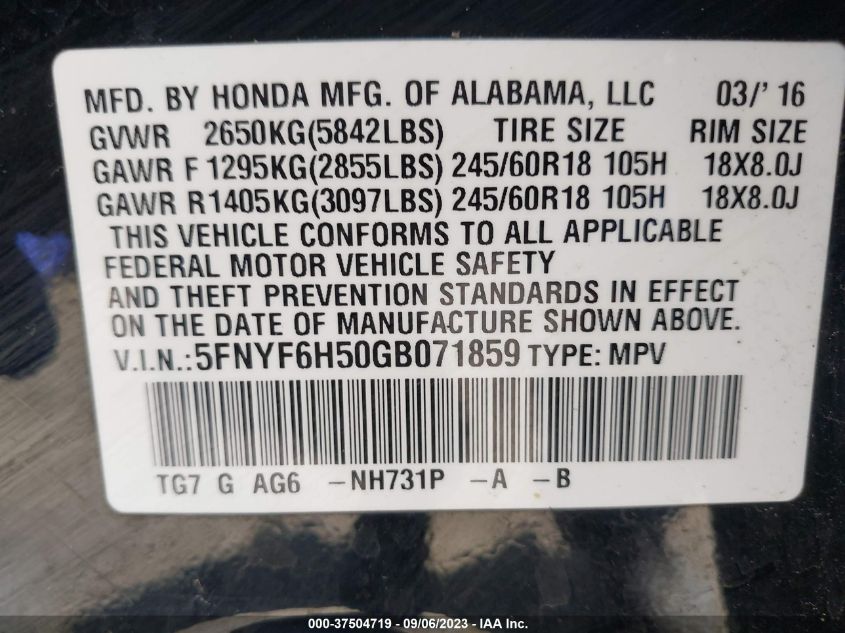 MFD. BY HONDA MFG. OF ALABAMA, LLC 03/' 16
GVWR 2650KG(5842LBS) TIRE SIZE RIM SIZE
GAWR F 1295KG(2855LBS) 245/60R18 105H 18X8.0J
GAWR R1405KG(3097LBS) 245/60R18 105H 18X8.0J
THIS VEHICLE CONFORMS TO ALL APPLICABLE
FEDERAL MOTOR VEHICLE SAFETY
AND THEFT PREVENTION STANDARDS IN EFFECT
ON THE DATE OF MANUFACTURE SHOWN ABOVE.
V.I.N.:5FNYF6H50GB071859 TYPE: MPV
TG7 G AG6 -NH731P -A -B
000-37504719 - 09/06/2023 - IAA Inc.